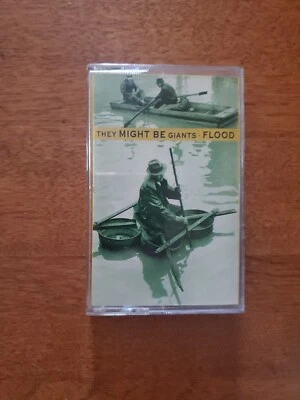 THEY MIGHT BE GIANTS · FLOOD